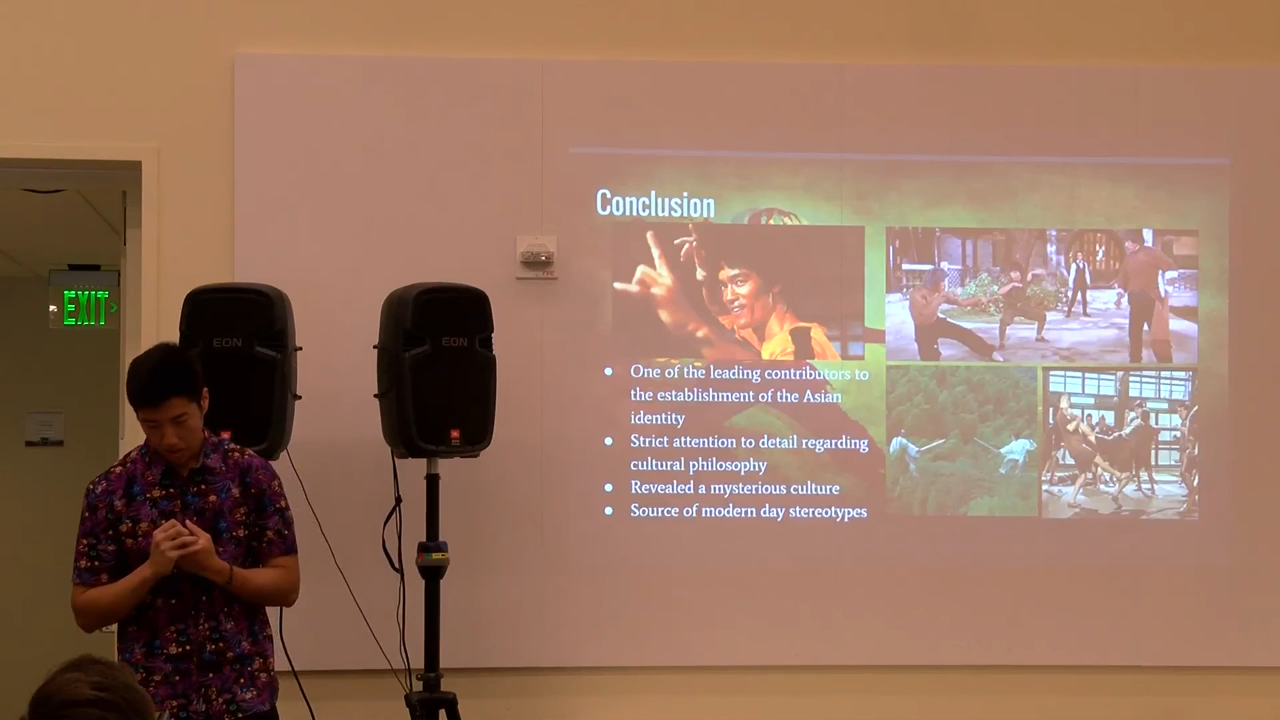 Conclusion
EXIT
EON
EON
● One of the leading contributors to
the establishment of the Asian
identity
● Strict attention to detail regarding
cultural philosophy
● Revealed a mysterious culture
● Source of modern day stereotypes